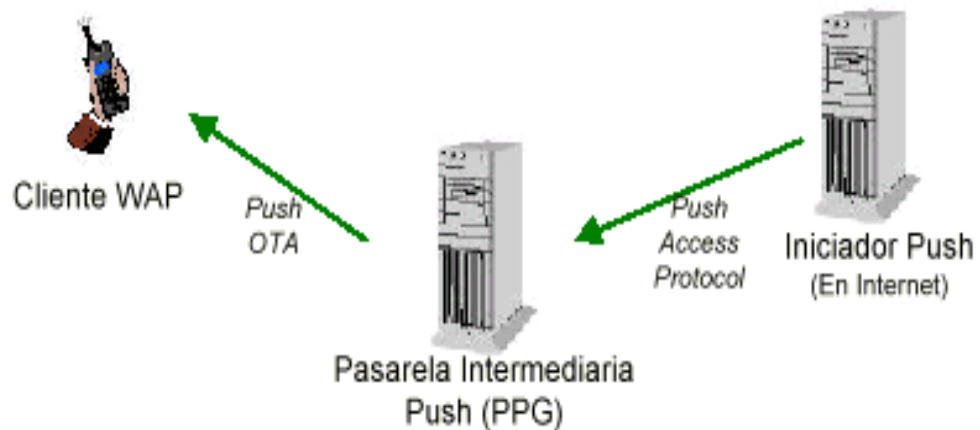 Cliente WAP
Push
OTA
Push
Access
Protocol
Iniciador Push
(En Internet)
Pasarela Intermediaria
Push (PPG)